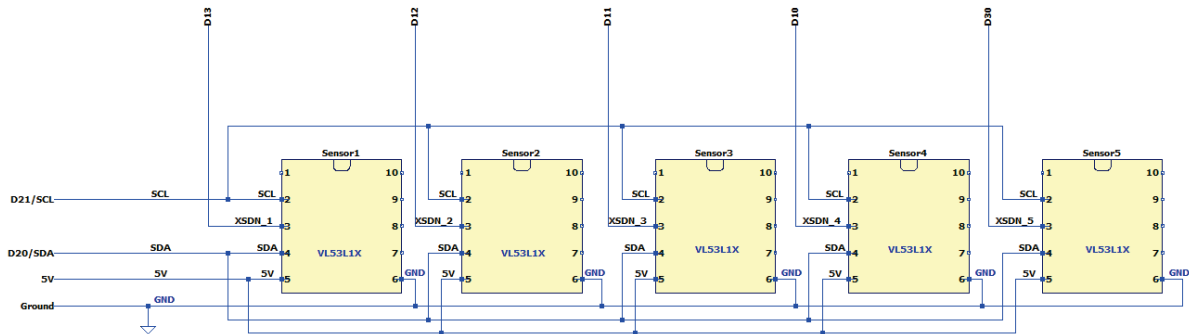 D13 D12 D11 D10 D30
Sensor1 Sensor2 Sensor3 Sensor4 Sensor5
1 10 1 10 1 10 1 10 1 10
D21/SCL SCL SCL 2 9 SCL 2 9 SCL 2 9 SCL 2 9 SCL 2 9
XSDN_1 3 8 XSDN_2 3 8 XSDN_3 3 8 XSDN_4 3 8 XSDN_5 3 8
D20/SDA SDA SDA 4 VL53L1X 7 SDA 4 VL53L1X 7 SDA 4 VL53L1X 7 SDA 4 VL53L1X 7 SDA 4 VL53L1X 7
5V 5V 5V 5 6 GND 5V 5 6 GND 5V 5 6 GND 5V 5 6 GND 5V 5 6 GND
Ground GND